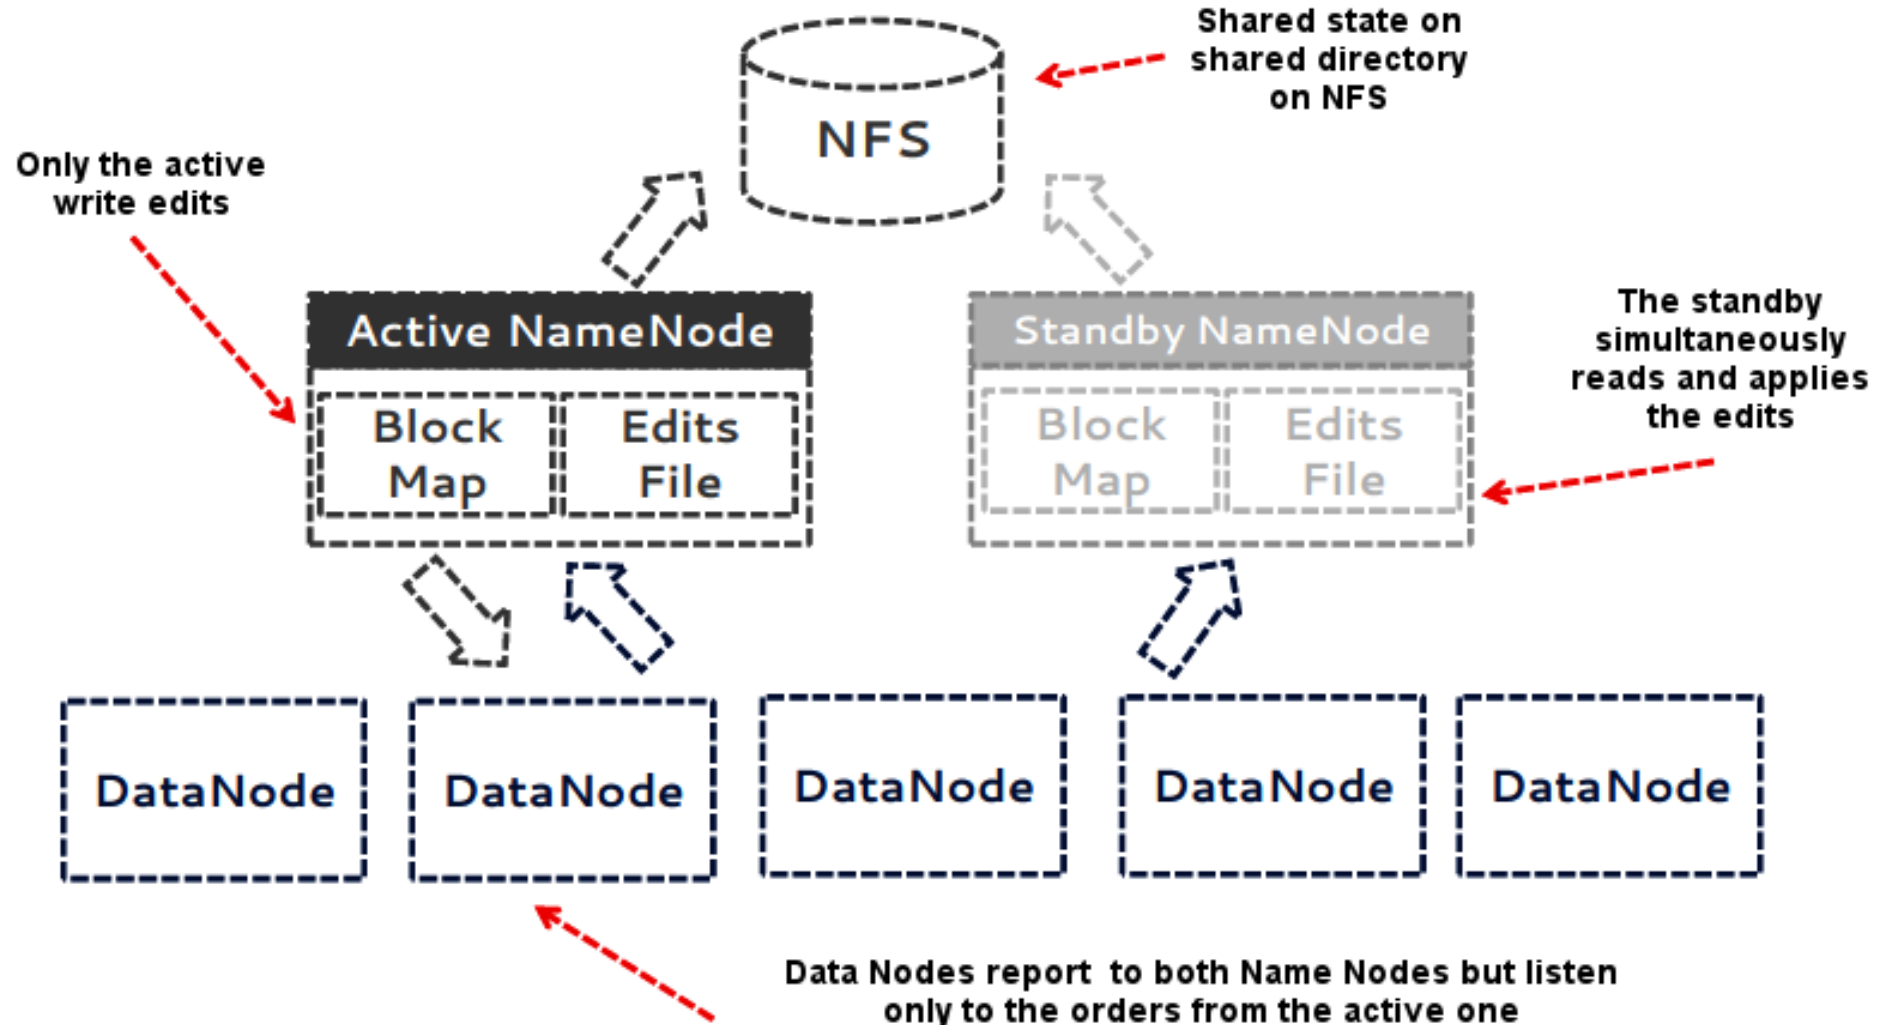 Shared state on
shared directory
on NFS
NFS
Only the active
write edits
Active NameNode
Standby NameNode
The standby
simultaneously
reads and applies
the edits
Block
Map
Edits
File
Block
Map
Edits
File
DataNode
DataNode
DataNode
DataNode
DataNode
Data Nodes report to both Name Nodes but listen
only to the orders from the active one